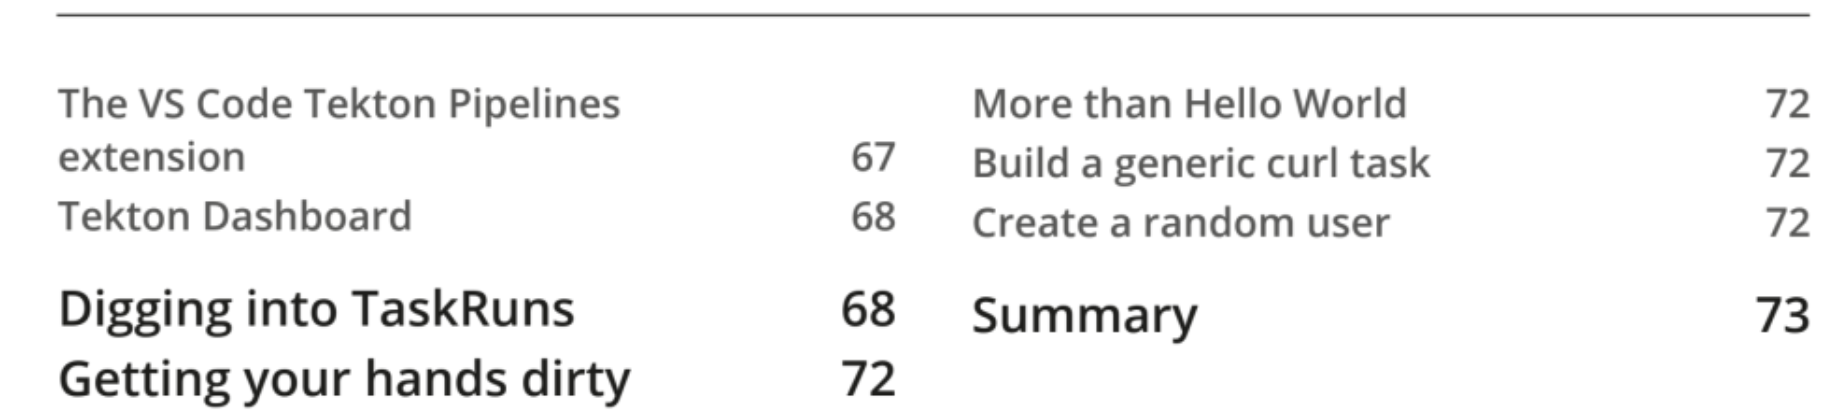 The VS Code Tekton Pipelines
extension 67
Tekton Dashboard 68
Digging into TaskRuns 68
Getting your hands dirty 72
More than Hello World 72
Build a generic curl task 72
Create a random user 72
Summary 73